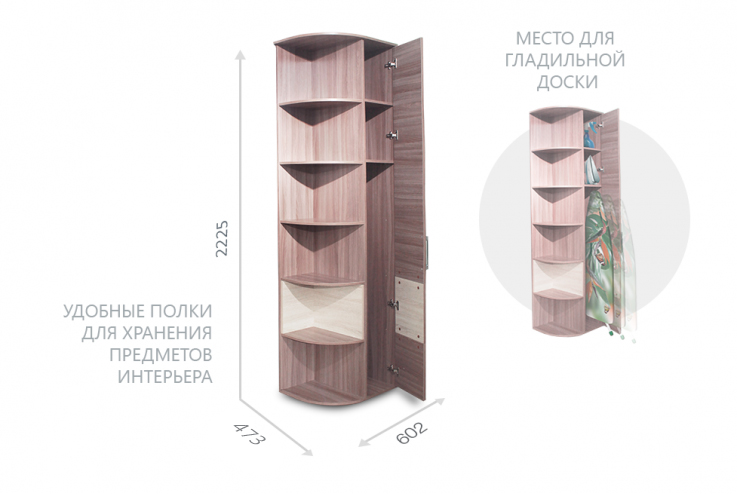 МЕСТО ДЛЯ
ГЛАДИЛЬНОЙ
ДОСКИ
2225
УДОБНЫЕ ПОЛКИ
ДЛЯ ХРАНЕНИЯ
ПРЕДМЕТОВ
ИНТЕРЬЕРА
473
602